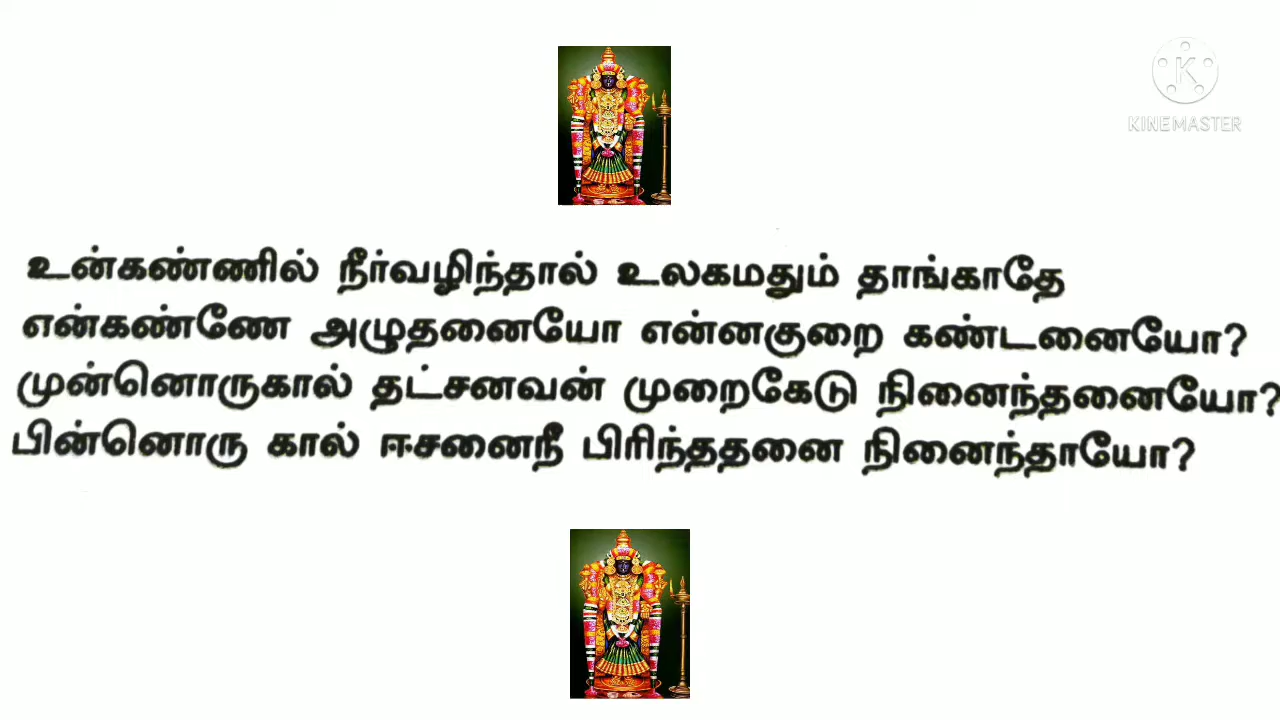 KINEMASTER
உன்கண்ணில் நீர்வழிந்தால் உலகமதும் தாங்காதே
என்கண்ணே அழுதனையோ என்னகுறை கண்டனையோ?
முன்னொருகால் தட்சனவன் முறைகேடு நினைந்தனையோ?
பின்னொரு கால் ஈசனைநீ பிரிந்ததனை நினைந்தாயோ?